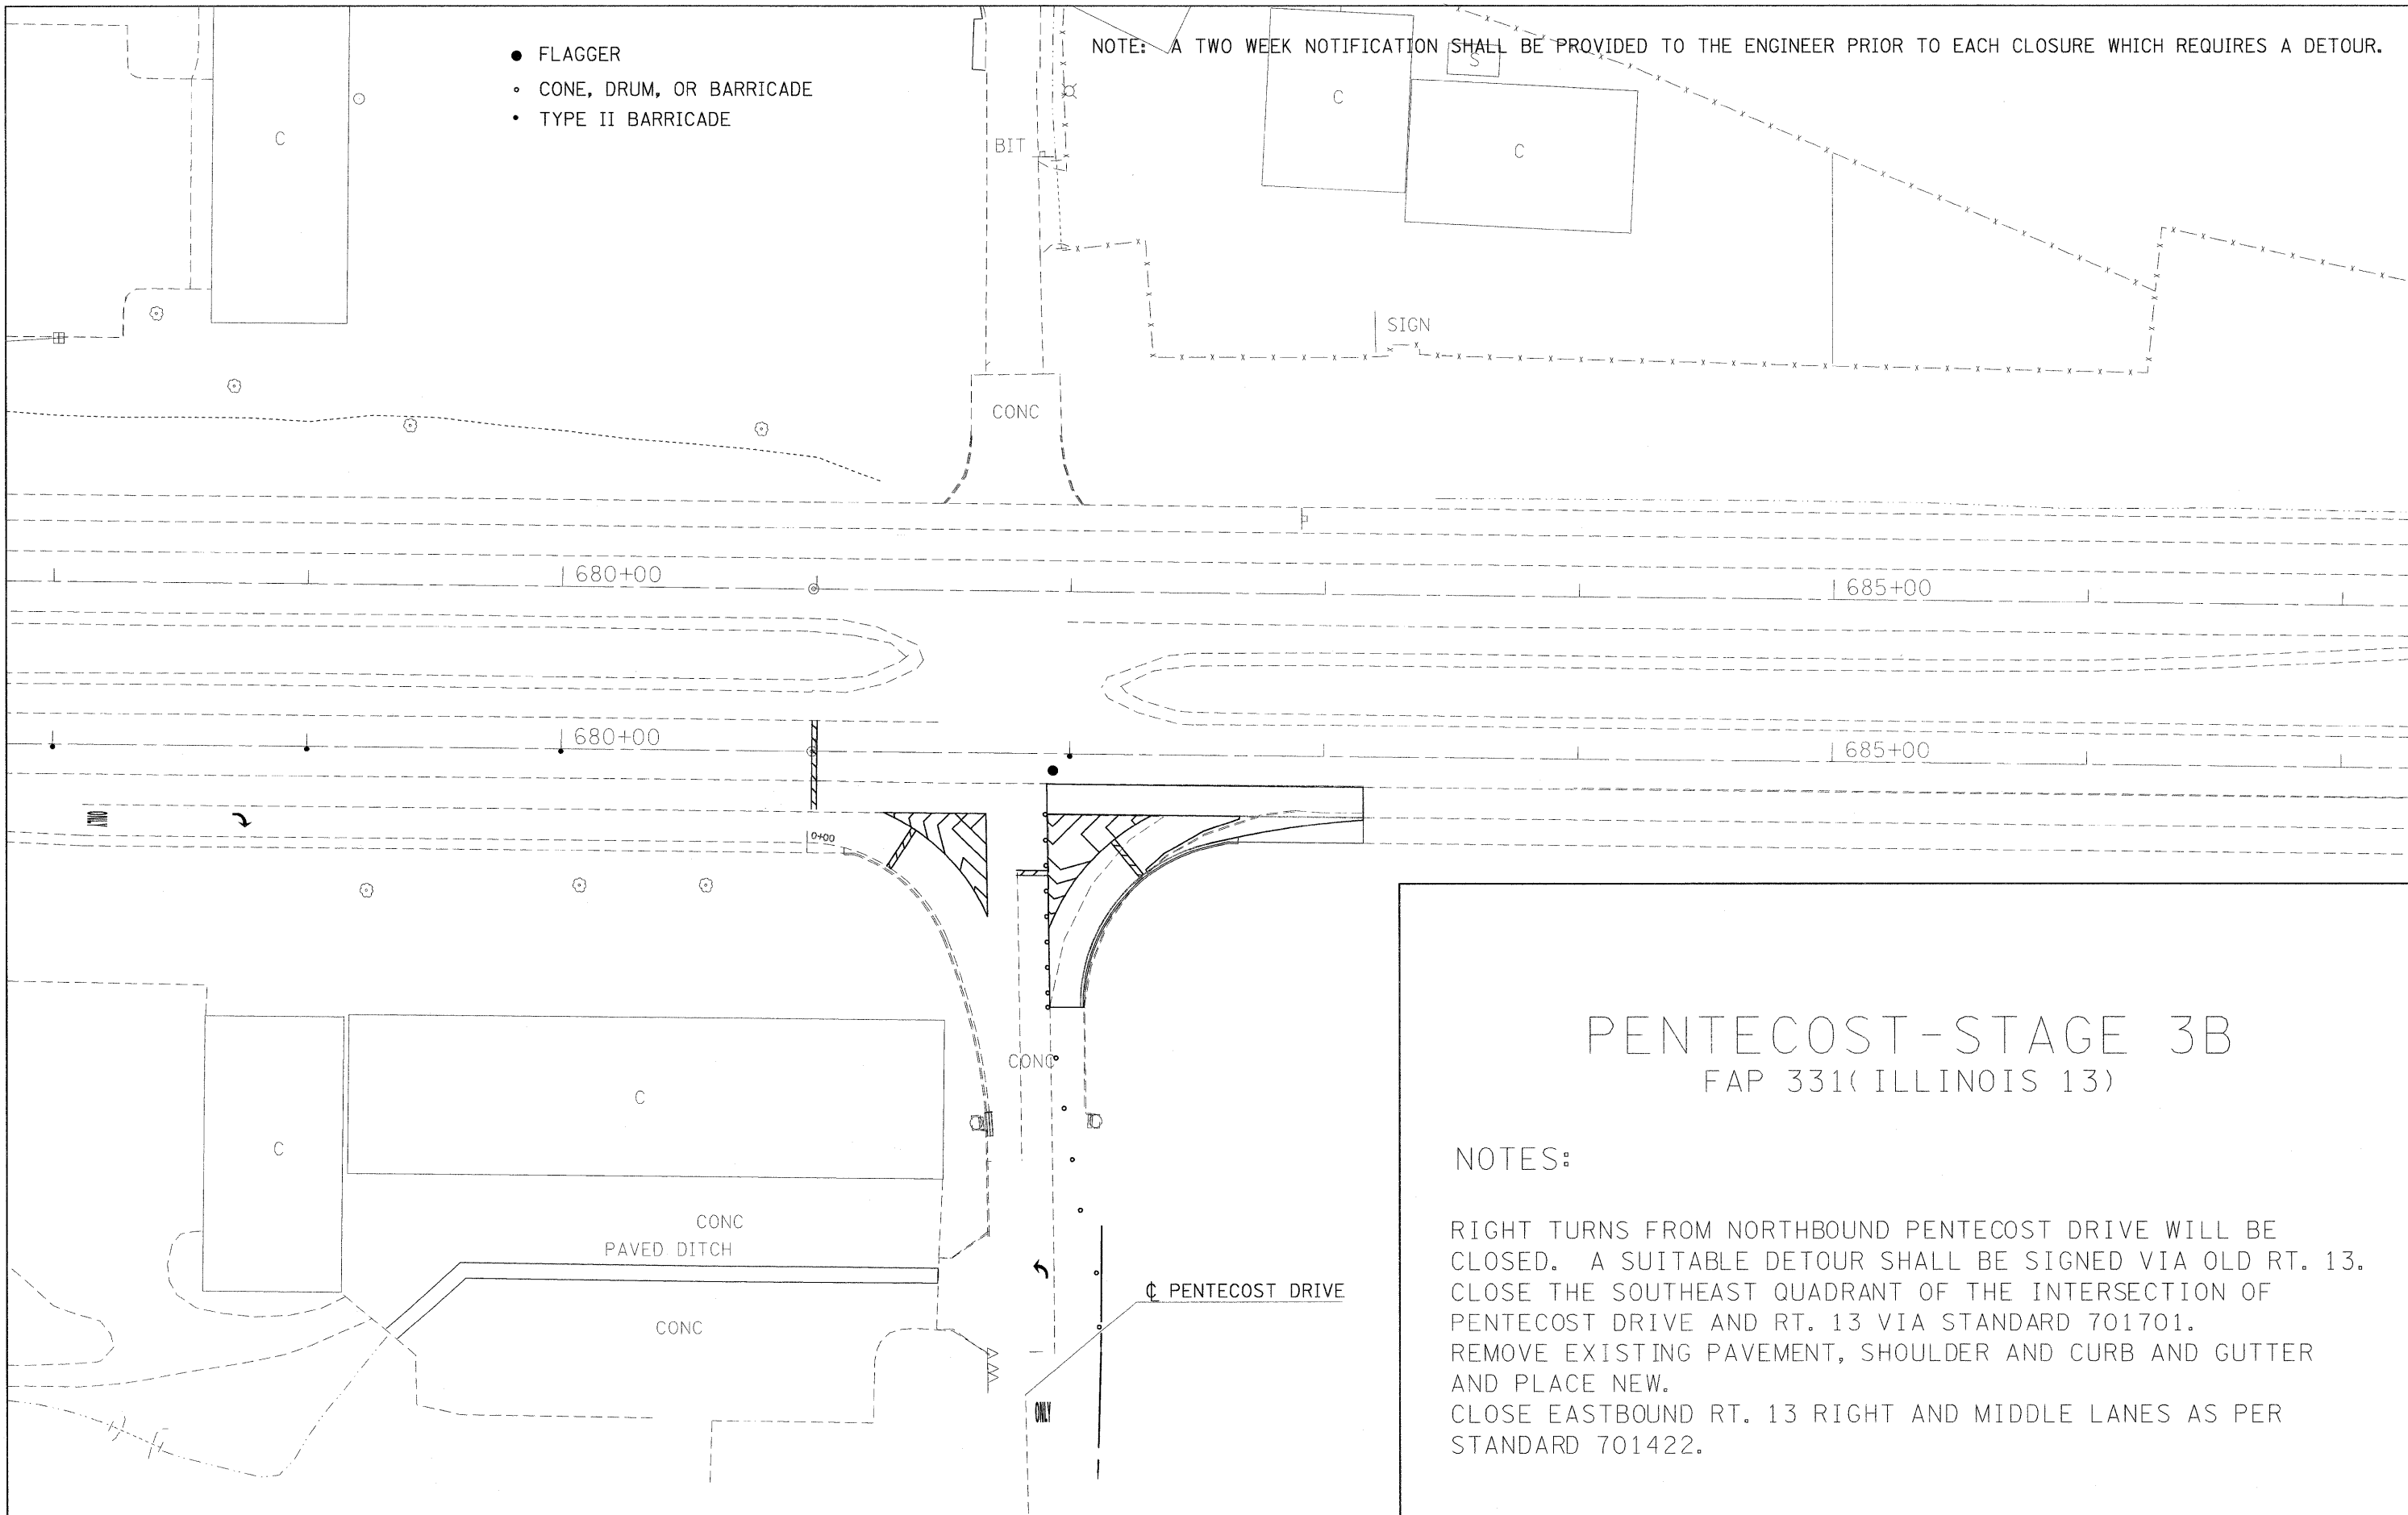 NOTE: A TWO WEEK NOTIFICATION SHALL BE PROVIDED TO THE ENGINEER PRIOR TO EACH CLOSURE WHICH REQUIRES A DETOUR.
FLAGGER
CONE, DRUM, OR BARRICADE
TYPE II BARRICADE
S
C
C
C
BIT
SIGN
CONC
680+00
685+00
680+00
685+00
0+00
CONC
C
C
CONC
PAVED DITCH
CONC
℄ PENTECOST DRIVE
ONLY
PENTECOST-STAGE 3B
FAP 331(ILLINOIS 13)
NOTES:
RIGHT TURNS FROM NORTHBOUND PENTECOST DRIVE WILL BE
CLOSED. A SUITABLE DETOUR SHALL BE SIGNED VIA OLD RT. 13.
CLOSE THE SOUTHEAST QUADRANT OF THE INTERSECTION OF
PENTECOST DRIVE AND RT. 13 VIA STANDARD 701701.
REMOVE EXISTING PAVEMENT, SHOULDER AND CURB AND GUTTER
AND PLACE NEW.
CLOSE EASTBOUND RT. 13 RIGHT AND MIDDLE LANES AS PER
STANDARD 701422.